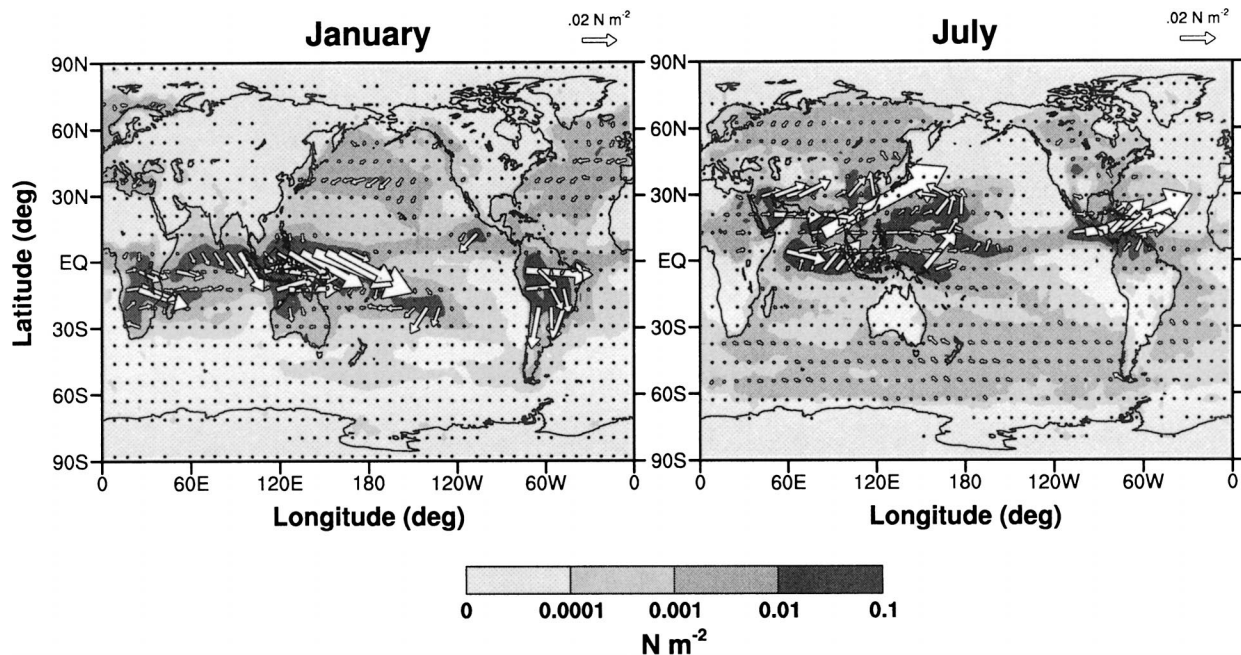 January
.02 N m-2
July
.02 N m-2
Latitude (deg)
90N
60N
30N
EQ
30S
60S
90S
0 60E 120E 180 120W 60W 0
Longitude (deg)
90N
60N
30N
EQ
30S
60S
90S
0 60E 120E 180 120W 60W 0
Longitude (deg)
0 0.0001 0.001 0.01 0.1
N m-2